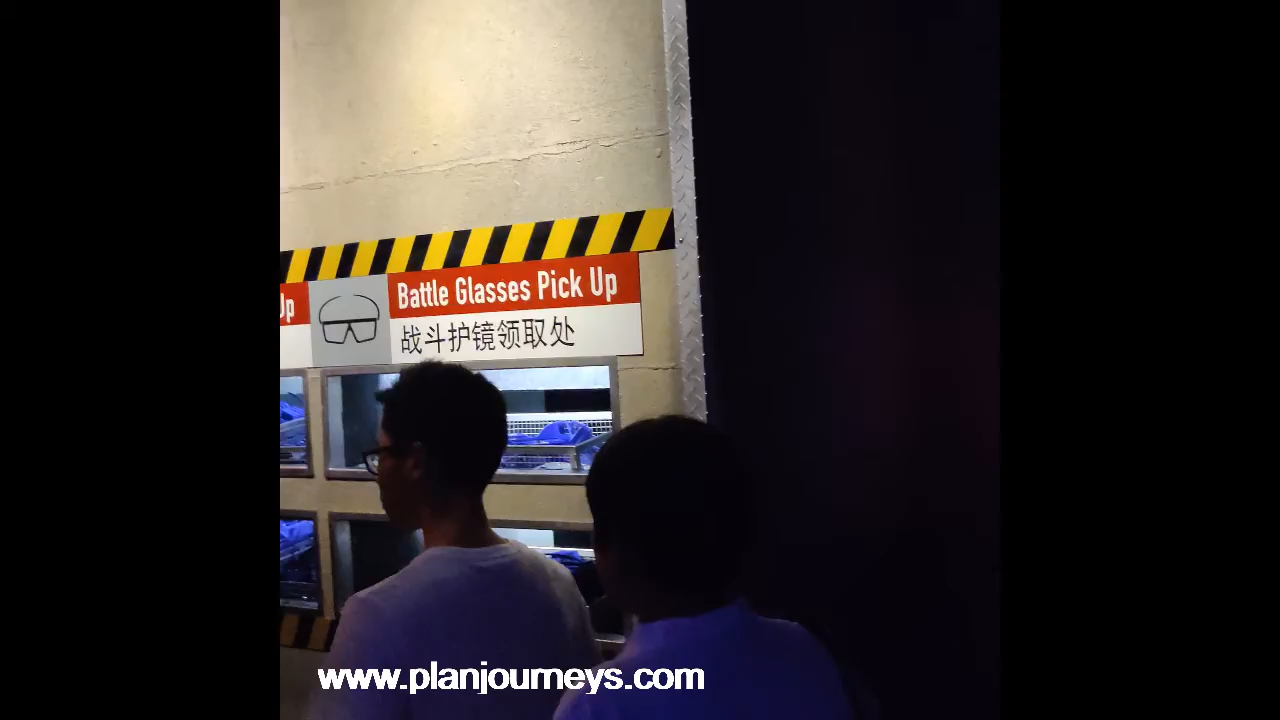 Up
Battle Glasses Pick Up
战斗护镜领取处
www.planjourneys.com